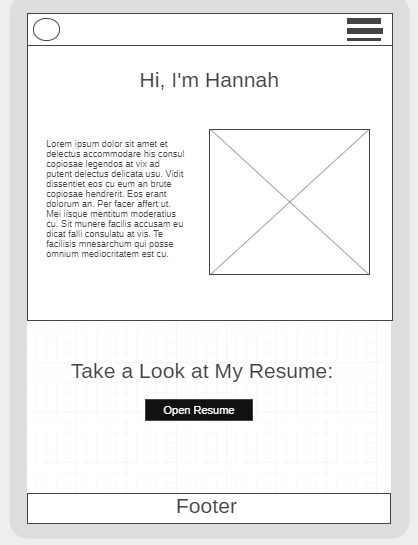 Hi, I'm Hannah
Lorem ipsum dolor sit amet et
delectus accommodare his consul
copiosae legendos at vix ad
putent delectus delicata usu. Vidit
dissentiet eos cu eum an brute
copiosae hendrerit. Eos erant
dolorum an. Per facer affert ut.
Mei iisque mentitum moderatius
cu. Sit munere facilis accusam eu
dicat falli consulatu at vis. Te
facilisis mnesarchum qui posse
omnium mediocritatem est cu.
Take a Look at My Resume:
Open Resume
Footer